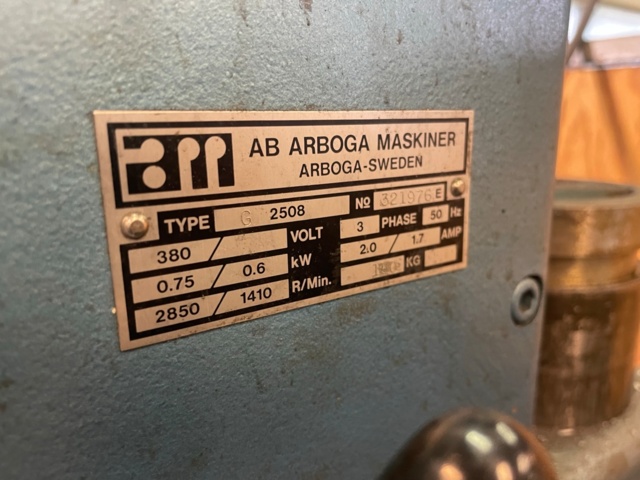 am AB ARBOGA MASKINER
ARBOGA-SWEDEN
TYPE G 2508 No 321976 E
380 / VOLT 3 PHASE 50 Hz
0.75 / 0.6 kW 2.0 / 1.7 AMP
2850 / 1410 R/Min. KG